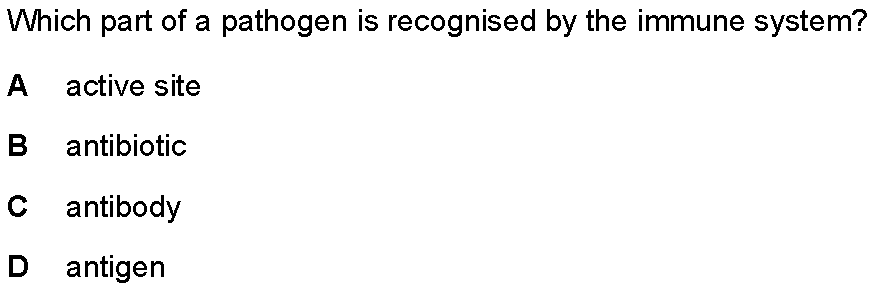 Which part of a pathogen is recognised by the immune system?
A active site
B antibiotic
C antibody
D antigen